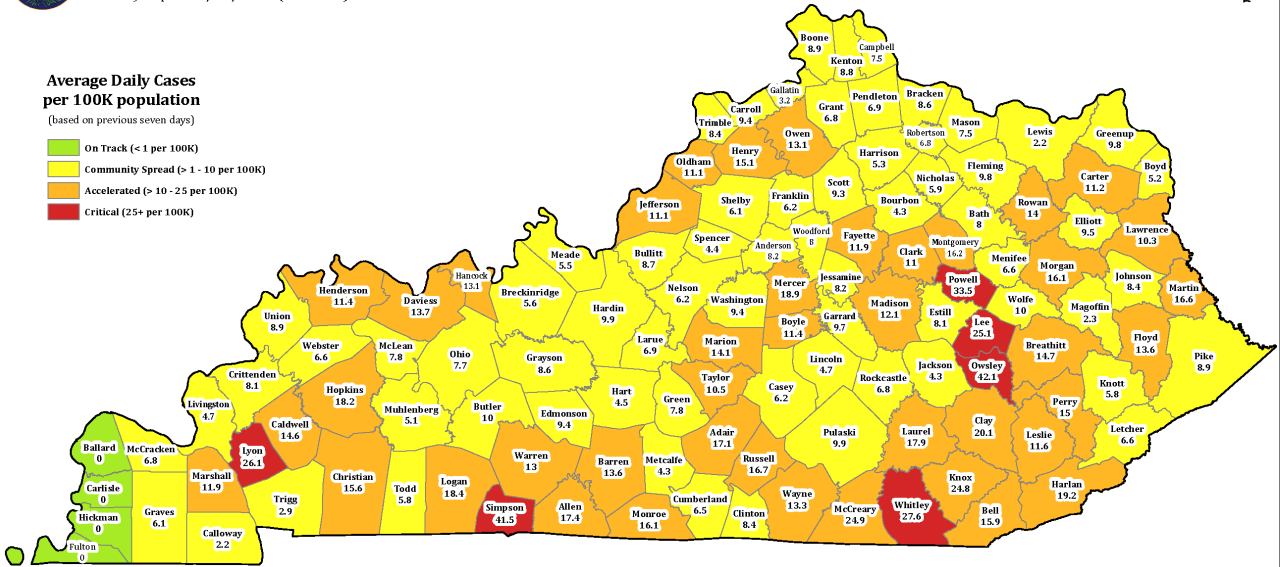 Average Daily Cases
per 100K population
(based on previous seven days)
On Track (< 1 per 100K)
Community Spread (> 1 - 10 per 100K)
Accelerated (> 10 - 25 per 100K)
Critical (25+ per 100K)
Boone
8.9
Kenton
8.8
Campbell
7.5
Gallatin
3.2
Carroll
9.4
Trimble
8.4
Grant
6.8
Pendleton
6.9
Bracken
8.6
Mason
7.5
Robertson
6.8
Lewis
2.2
Greenup
9.8
Boyd
5.2
Owen
13.1
Henry
15.1
Oldham
11.1
Harrison
5.3
Fleming
9.8
Carter
11.2
Nicholas
5.9
Scott
9.3
Jefferson
11.1
Shelby
6.1
Franklin
6.2
Bourbon
4.3
Bath
8
Rowan
14
Elliott
9.5
Lawrence
10.3
Spencer
4.4
Anderson
8.2
Woodford
8
Fayette
11.9
Clark
11
Montgomery
16.2
Menifee
6.6
Morgan
16.1
Johnson
8.4
Martin
16.6
Meade
5.5
Bullitt
8.7
Hancock
13.1
Breckinridge
5.6
Henderson
11.4
Daviess
13.7
Union
8.9
Nelson
6.2
Washington
9.4
Mercer
18.9
Jessamine
8.2
Madison
12.1
Powell
33.5
Estill
8.1
Wolfe
10
Magoffin
2.3
Floyd
13.6
Pike
8.9
Hardin
9.9
Larue
6.9
Marion
14.1
Boyle
11.4
Garrard
9.7
Lee
25.1
Breathitt
14.7
Webster
6.6
McLean
7.8
Ohio
7.7
Grayson
8.6
Lincoln
4.7
Rockcastle
6.8
Jackson
4.3
Owsley
42.1
Knott
5.8
Crittenden
8.1
Hopkins
18.2
Muhlenberg
5.1
Butler
10
Edmonson
9.4
Hart
4.5
Green
7.8
Taylor
10.5
Casey
6.2
Perry
15
Letcher
6.6
Livingston
4.7
Caldwell
14.6
Lyon
26.1
Pulaski
9.9
Laurel
17.9
Clay
20.1
Leslie
11.6
Adair
17.1
Russell
16.7
Ballard
0
McCracken
6.8
Carlisle
0
Hickman
0
Fulton
0
Graves
6.1
Marshall
11.9
Calloway
2.2
Trigg
2.9
Christian
15.6
Todd
5.8
Logan
18.4
Warren
13
Simpson
41.5
Allen
17.4
Barren
13.6
Metcalfe
4.3
Monroe
16.1
Cumberland
6.5
Clinton
8.4
Wayne
13.3
McCreary
24.9
Whitley
27.6
Knox
24.8
Bell
15.9
Harlan
19.2